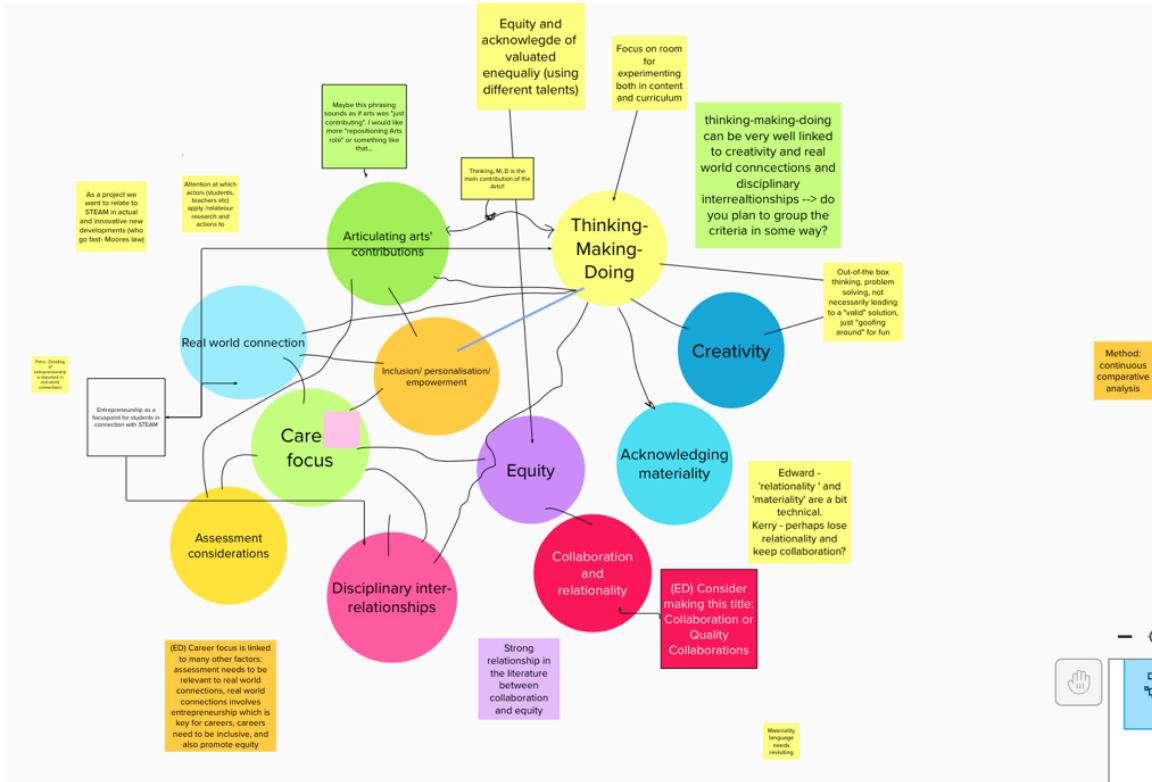 Equity and
acknowlegde of
valuated
enequaliy (using
different talents)
Focus on room
for
experimenting
both in content
and curriculum
Maybe this phrasing
sounds as if arts was "just
contributing". I would like
more "repositioning Arts
role" or something like
that...
thinking-making-doing
can be very well linked
to creativity and real
world conncections and
disciplinary
interrealtionships --> do
you plan to group the
criteria in some way?
Thinking, M, D is the
main contribution of the
Arts!!
As a project we
want to relate to
STEAM in actual
and innovative new
developments (who
go fast- Moores law)
Attention at which
actors (students,
teachers etc)
apply /relateour
research and
actions to
Articulating arts'
contributions
Thinking-
Making-
Doing
Out-of-the box
thinking, problem
solving, not
necessarily leading
to a "valid" solution,
just "goofing
around" for fun
Real world connection
Inclusion/ personalisation/
empowerment
Creativity
Method:
continuous
comparative
analysis
entrepreneurship
is important in
real-world
connections
Entrepreneurship as a
focuspoint for students in
connection with STEAM
Care
focus
Equity
Acknowledging
materiality
Edward -
'relationality ' and
'materiality' are a bit
technical.
Kerry - perhaps lose
relationality and
keep collaboration?
Assessment
considerations
Disciplinary inter-
relationships
Collaboration
and
relationality
(ED) Consider
making this title:
Collaboration or
Quality
Collaborations
(ED) Career focus is linked
to many other factors:
assessment needs to be
relevant to real world
connections, real world
connections involves
entrepreneurship which is
key for careers, careers
need to be inclusive, and
also promote equity
Strong
relationship in
the literature
between
collaboration
and equity
Materiality
language
needs
revisiting